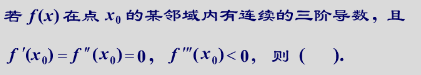 若 f(x) 在点 x₀ 的某邻域内有连续的三阶导数，且
f′(x₀) = f″(x₀) = 0， f‴(x₀) < 0， 则 (    ).